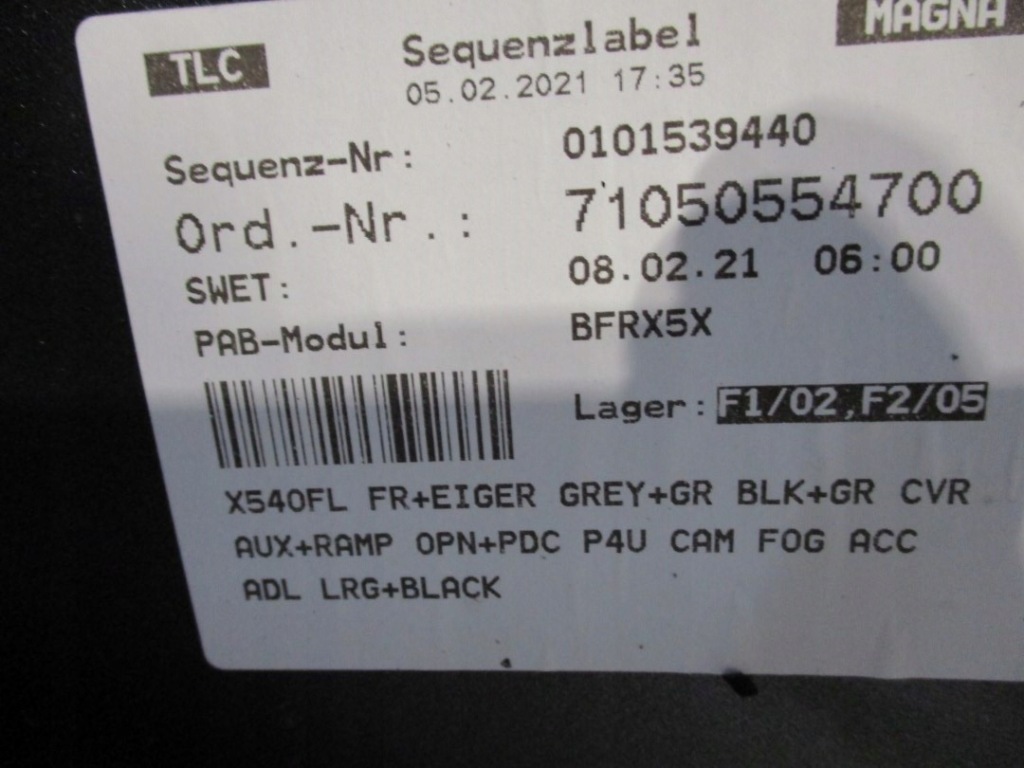 TLC Sequenzlabel MAGNA
05.02.2021 17:35
Sequenz-Nr: 0101539440
Ord.-Nr.: 71050554700
SWET: 08.02.21 06:00
PAB-Modul: BFRX5X
Lager: F1/02,F2/05
X540FL FR+EIGER GREY+GR BLK+GR CVR
AUX+RAMP OPN+PDC P4U CAM FOG ACC
ADL LRG+BLACK